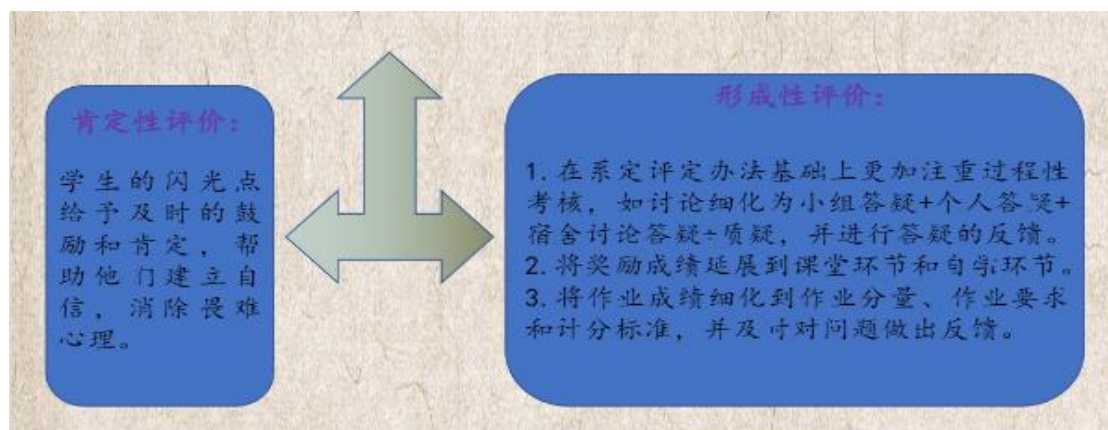 肯定性评价：
学生的闪光点
给予及时的鼓
励和肯定，帮
助他们建立自
信，消除畏难
心理。
形成性评价：
1. 在系定评定办法基础上更加注重过程性
考核，如讨论细化为小组答疑+个人答疑+
宿舍讨论答疑+质疑，并进行答疑的反馈。
2. 将奖励成绩延展到课堂环节和自学环节。
3. 将作业成绩细化到作业分量、作业要求
和计分标准，并及时对问题做出反馈。